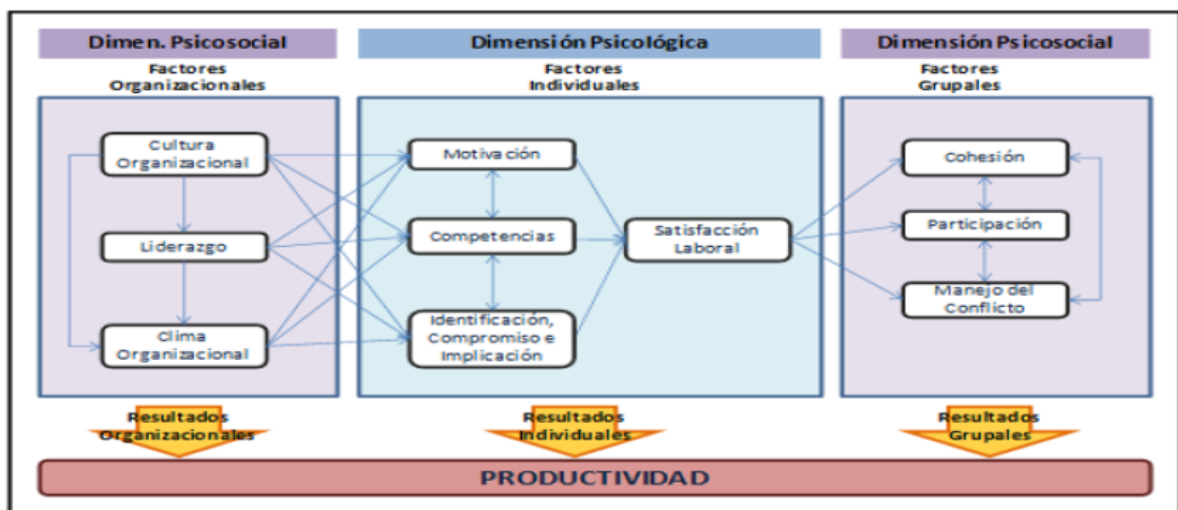 Dimen. Psicosocial
Factores
Organizacionales
Cultura
Organizacional
Liderazgo
Clima
Organizacional
Resultados
Organizacionales
Dimensión Psicológica
Factores
Individuales
Motivación
Competencias
Identificación,
Compromiso e
Implicación
Satisfacción
Laboral
Resultados
Individuales
Dimensión Psicosocial
Factores
Grupales
Cohesión
Participación
Manejo del
Conflicto
Resultados
Grupales
PRODUCTIVIDAD